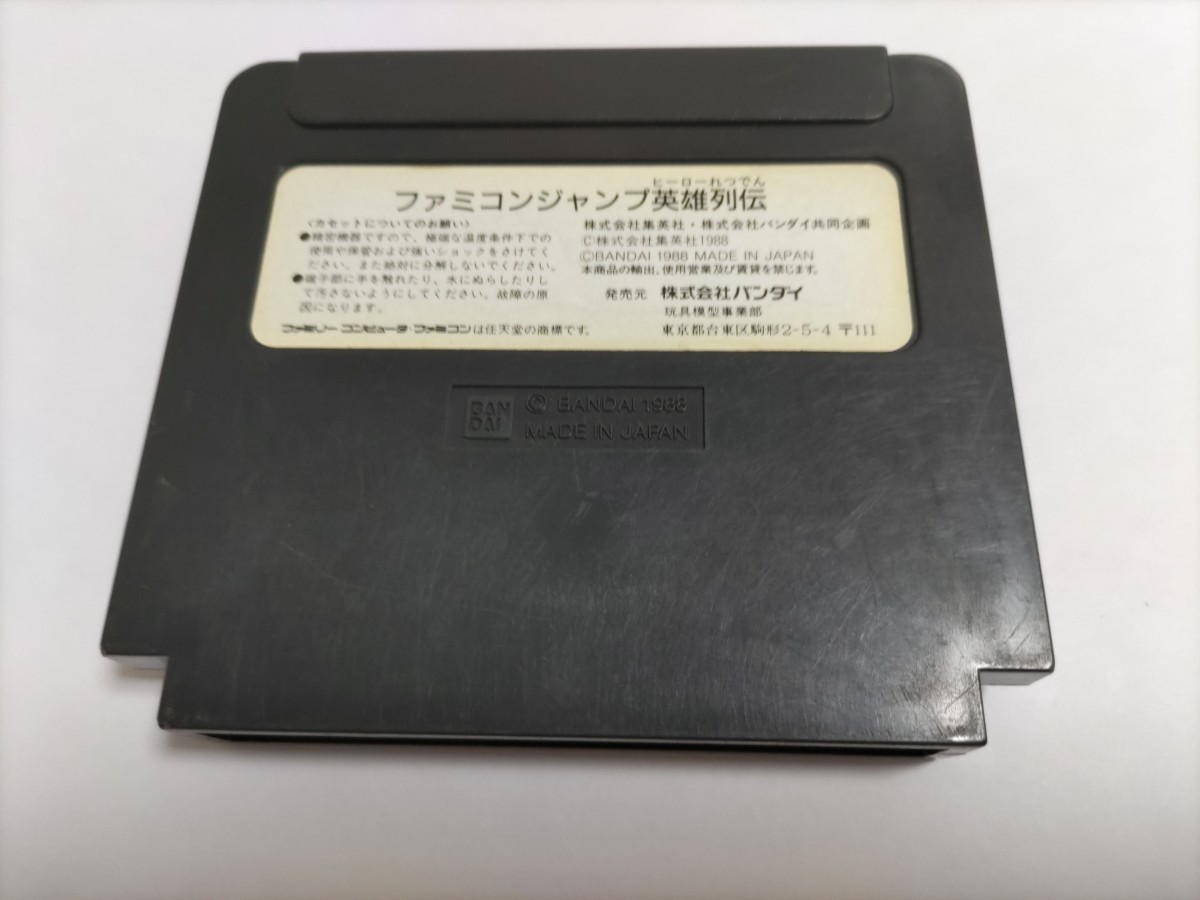 ヒーローれつでん
ファミコンジャンプ英雄列伝
〈カセットについてのお願い〉
●精密機器ですので、極端な温度条件下での
使用や保管および強いショックをさけてく
ださい。また絶対に分解しないでください。
●端子部に手を触れたり、水にぬらしたりし
て汚さないようにしてください。故障の原
因になります。
ファミリーコンピュータ・ファミコンは任天堂の商標です。
株式会社集英社・株式会社バンダイ共同企画
©株式会社集英社1988
©BANDAI 1988 MADE IN JAPAN
本商品の輸出、使用営業及び賃貸を禁じます。
発売元 株式会社バンダイ
玩具模型事業部
東京都台東区駒形2-5-4 〒111
BAN
DAI
© BANDAI 1988
MADE IN JAPAN